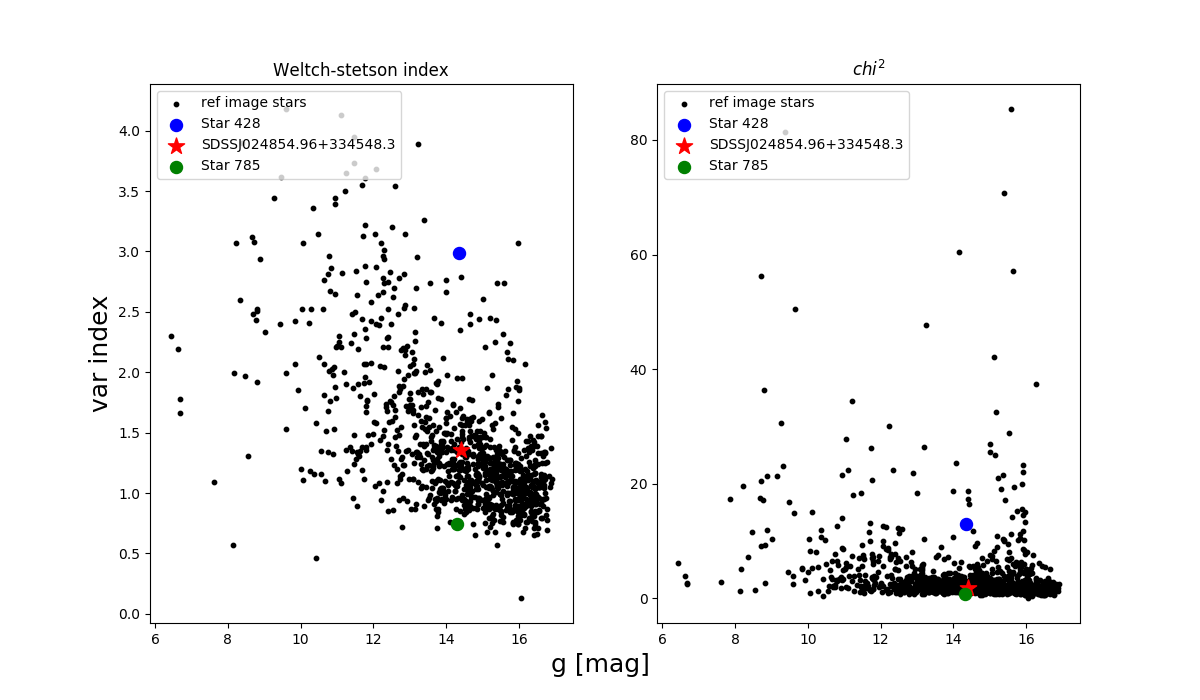 Weltch-stetson index
chi²
ref image stars
Star 428
SDSSJ024854.96+334548.3
Star 785
ref image stars
Star 428
SDSSJ024854.96+334548.3
Star 785
var index
4.0
3.5
3.0
2.5
2.0
1.5
1.0
0.5
0.0
80
60
40
20
0
6 8 10 12 14 16
6 8 10 12 14 16
g [mag]